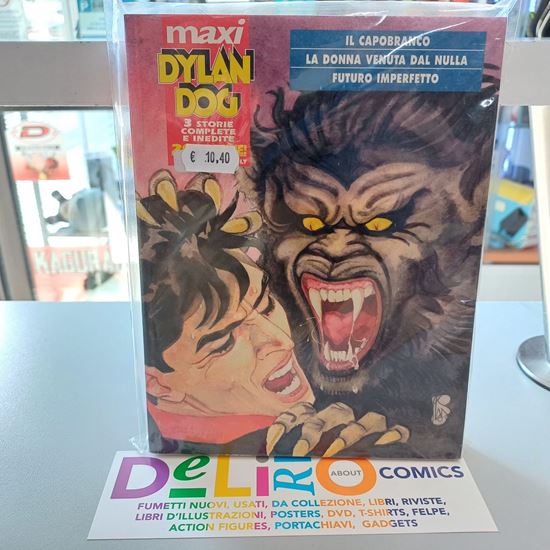 maxi
DYLAN
DOG
3 STORIE
COMPLETE
E INEDITE
€ 10,40
IL CAPOBRANCO
LA DONNA VENUTA DAL NULLA
FUTURO IMPERFETTO
DeLiRiO ABOUT COMICS
FUMETTI NUOVI, USATI, DA COLLEZIONE, LIBRI, RIVISTE,
LIBRI D'ILLUSTRAZIONI, POSTERS, DVD, T-SHIRTS, FELPE,
ACTION FIGURES, PORTACHIAVI, GADGETS